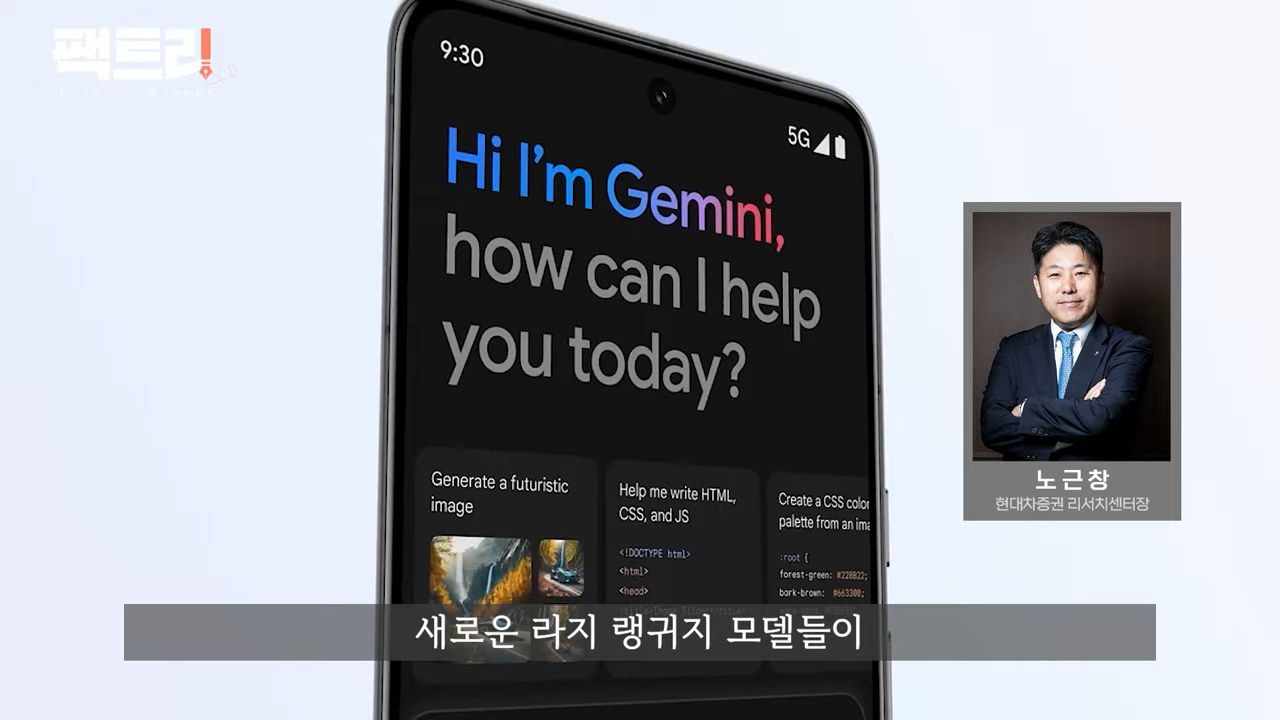 팩트리!
9:30
5G
Hi I'm Gemini,
how can I help
you today?
Generate a futuristic
image
Help me write HTML,
CSS, and JS
<!DOCTYPE html>
<html>
<head>
Create a CSS color
palette from an ima
:root {
forest-green: #228B22;
bark-brown: #663300;
노근창
현대차증권 리서치센터장
새로운 라지 랭귀지 모델들이